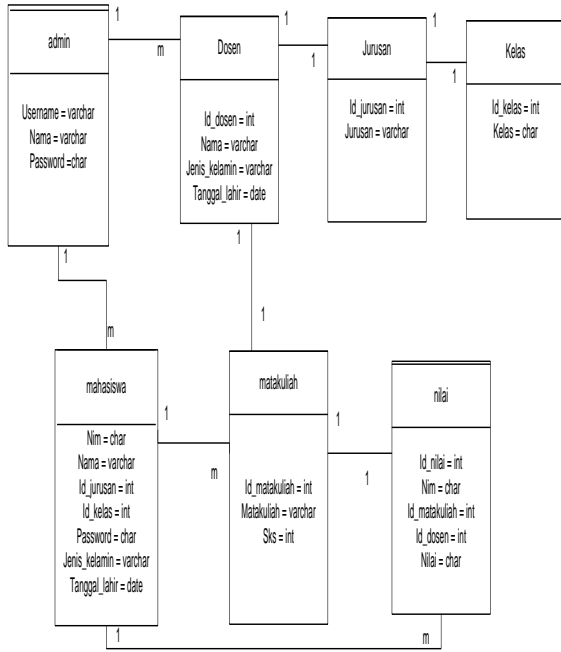 1
admin
Username = varchar
Nama = varchar
Password =char
1
m
1
Dosen
Id_dosen = int
Nama = varchar
Jenis_kelamin = varchar
Tanggal_lahir = date
1
1
1
Jurusan
Id_jurusan = int
Jurusan = varchar
1
1
Kelas
Id_kelas = int
Kelas = char
1
m
mahasiswa
Nim = char
Nama = varchar
Id_jurusan = int
Id_kelas = int
Password = char
Jenis_kelamin = varchar
Tanggal_lahir = date
1
1
m
matakuliah
Id_matakuliah = int
Matakuliah = varchar
Sks = int
1
1
nilai
Id_nilai = int
Nim = char
Id_matakuliah = int
Id_dosen = int
Nilai = char
1
m